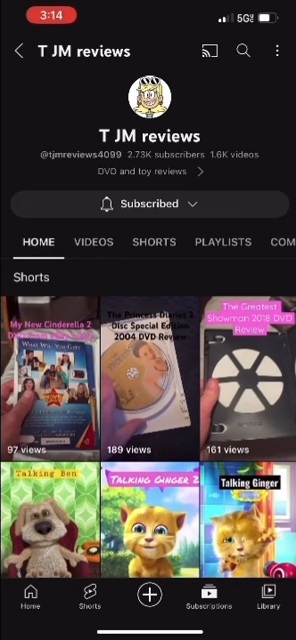 3:14
5G
T JM reviews
T JM reviews
@tjmreviews4099 2.73K subscribers 1.6K videos
DVD and toy reviews
Subscribed
HOME VIDEOS SHORTS PLAYLISTS COM
Shorts
My New Cinderella 2
97 views
The Princess Diaries 2
Disc Special Edition
2004 DVD Review
189 views
The Greatest
Showman 2018 DVD
Review
161 views
Talking Ben
TALKING GINGER 2
Talking Ginger
Home
Shorts
Subscriptions
Library